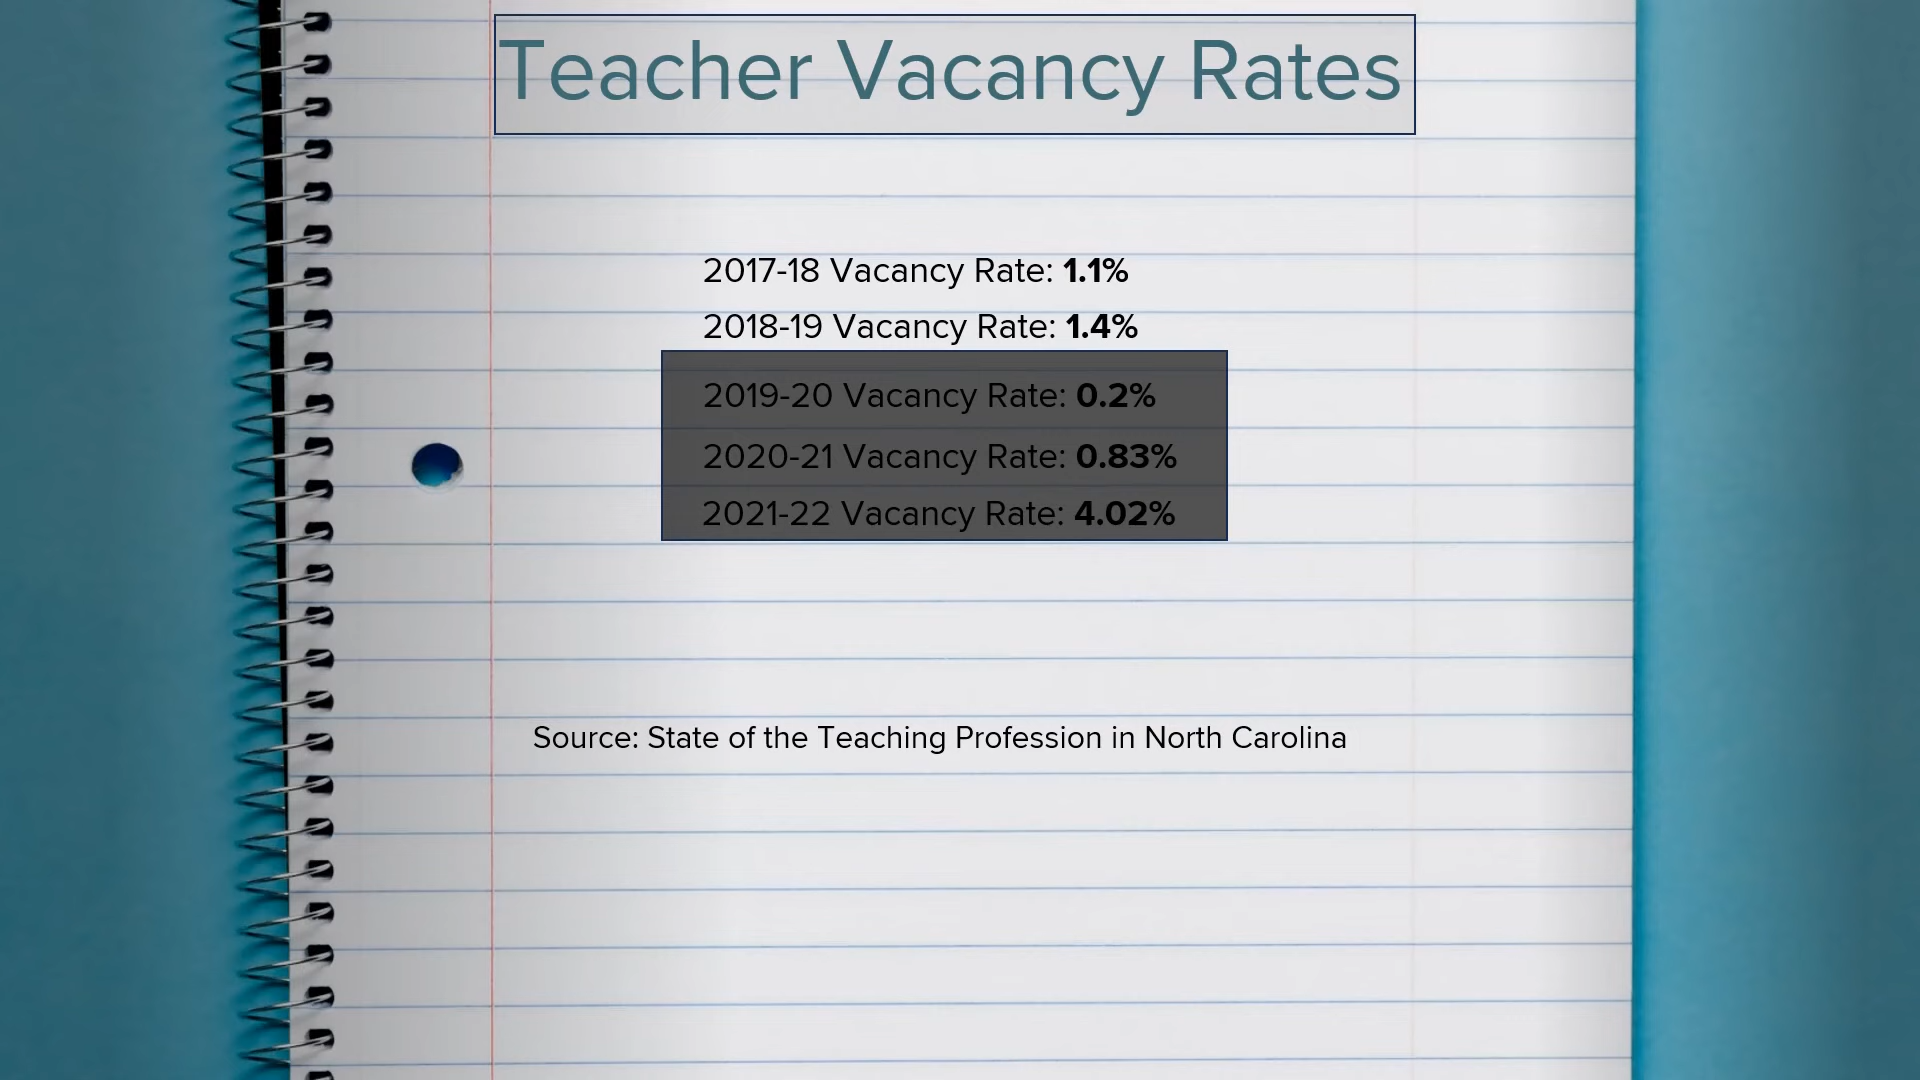 Teacher Vacancy Rates
2017-18 Vacancy Rate: 1.1%
2018-19 Vacancy Rate: 1.4%
2019-20 Vacancy Rate: 0.2%
2020-21 Vacancy Rate: 0.83%
2021-22 Vacancy Rate: 4.02%
Source: State of the Teaching Profession in North Carolina